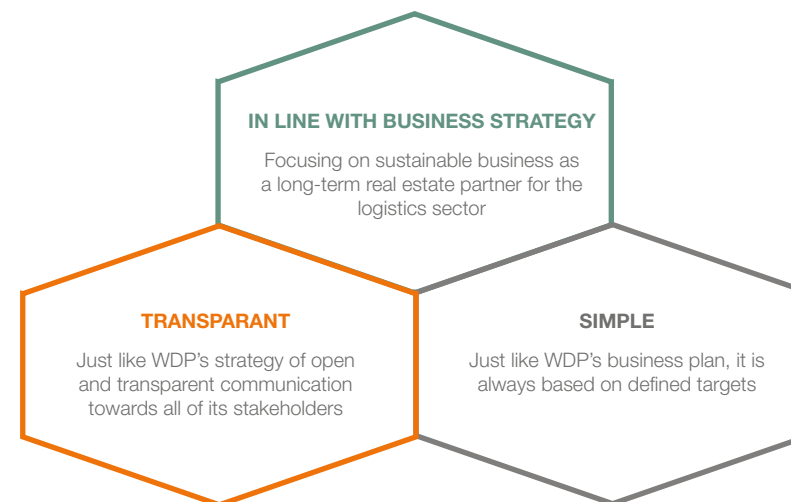 IN LINE WITH BUSINESS STRATEGY
Focusing on sustainable business as
a long-term real estate partner for the
logistics sector
TRANSPARANT
Just like WDP’s strategy of open
and transparent communication
towards all of its stakeholders
SIMPLE
Just like WDP’s business plan, it is
always based on defined targets